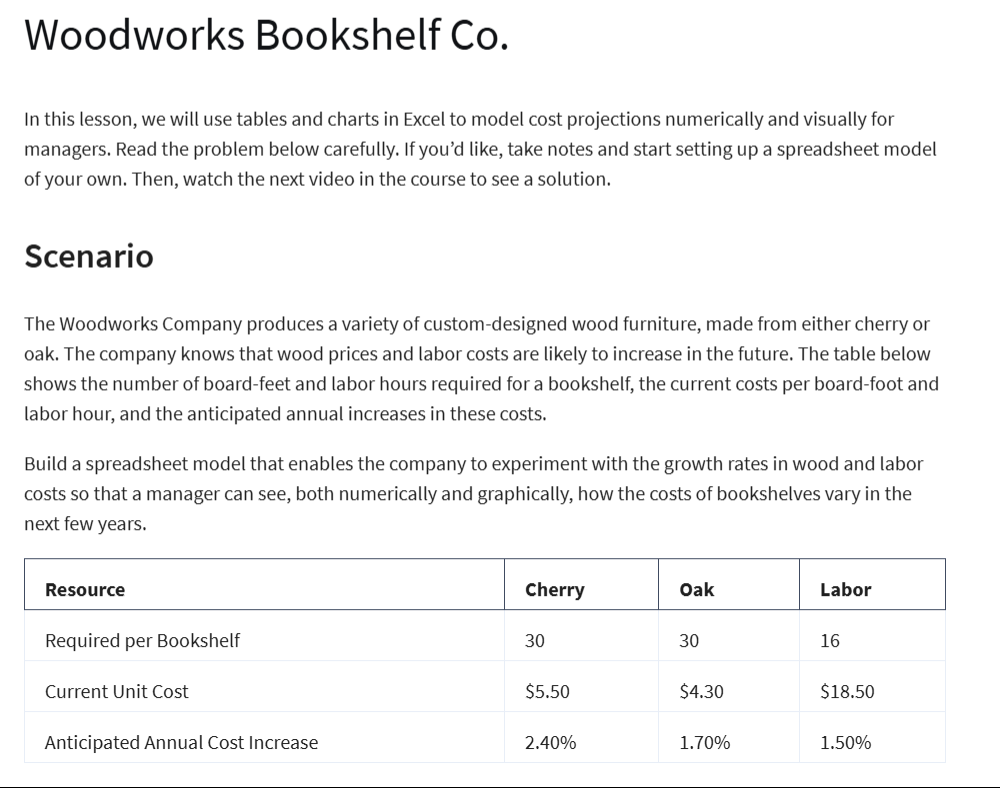 Woodworks Bookshelf Co.
In this lesson, we will use tables and charts in Excel to model cost projections numerically and visually for
managers. Read the problem below carefully. If you’d like, take notes and start setting up a spreadsheet model
of your own. Then, watch the next video in the course to see a solution.
Scenario
The Woodworks Company produces a variety of custom-designed wood furniture, made from either cherry or
oak. The company knows that wood prices and labor costs are likely to increase in the future. The table below
shows the number of board-feet and labor hours required for a bookshelf, the current costs per board-foot and
labor hour, and the anticipated annual increases in these costs.
Build a spreadsheet model that enables the company to experiment with the growth rates in wood and labor
costs so that a manager can see, both numerically and graphically, how the costs of bookshelves vary in the
next few years.
Resource Cherry Oak Labor
Required per Bookshelf 30 30 16
Current Unit Cost $5.50 $4.30 $18.50
Anticipated Annual Cost Increase 2.40% 1.70% 1.50%